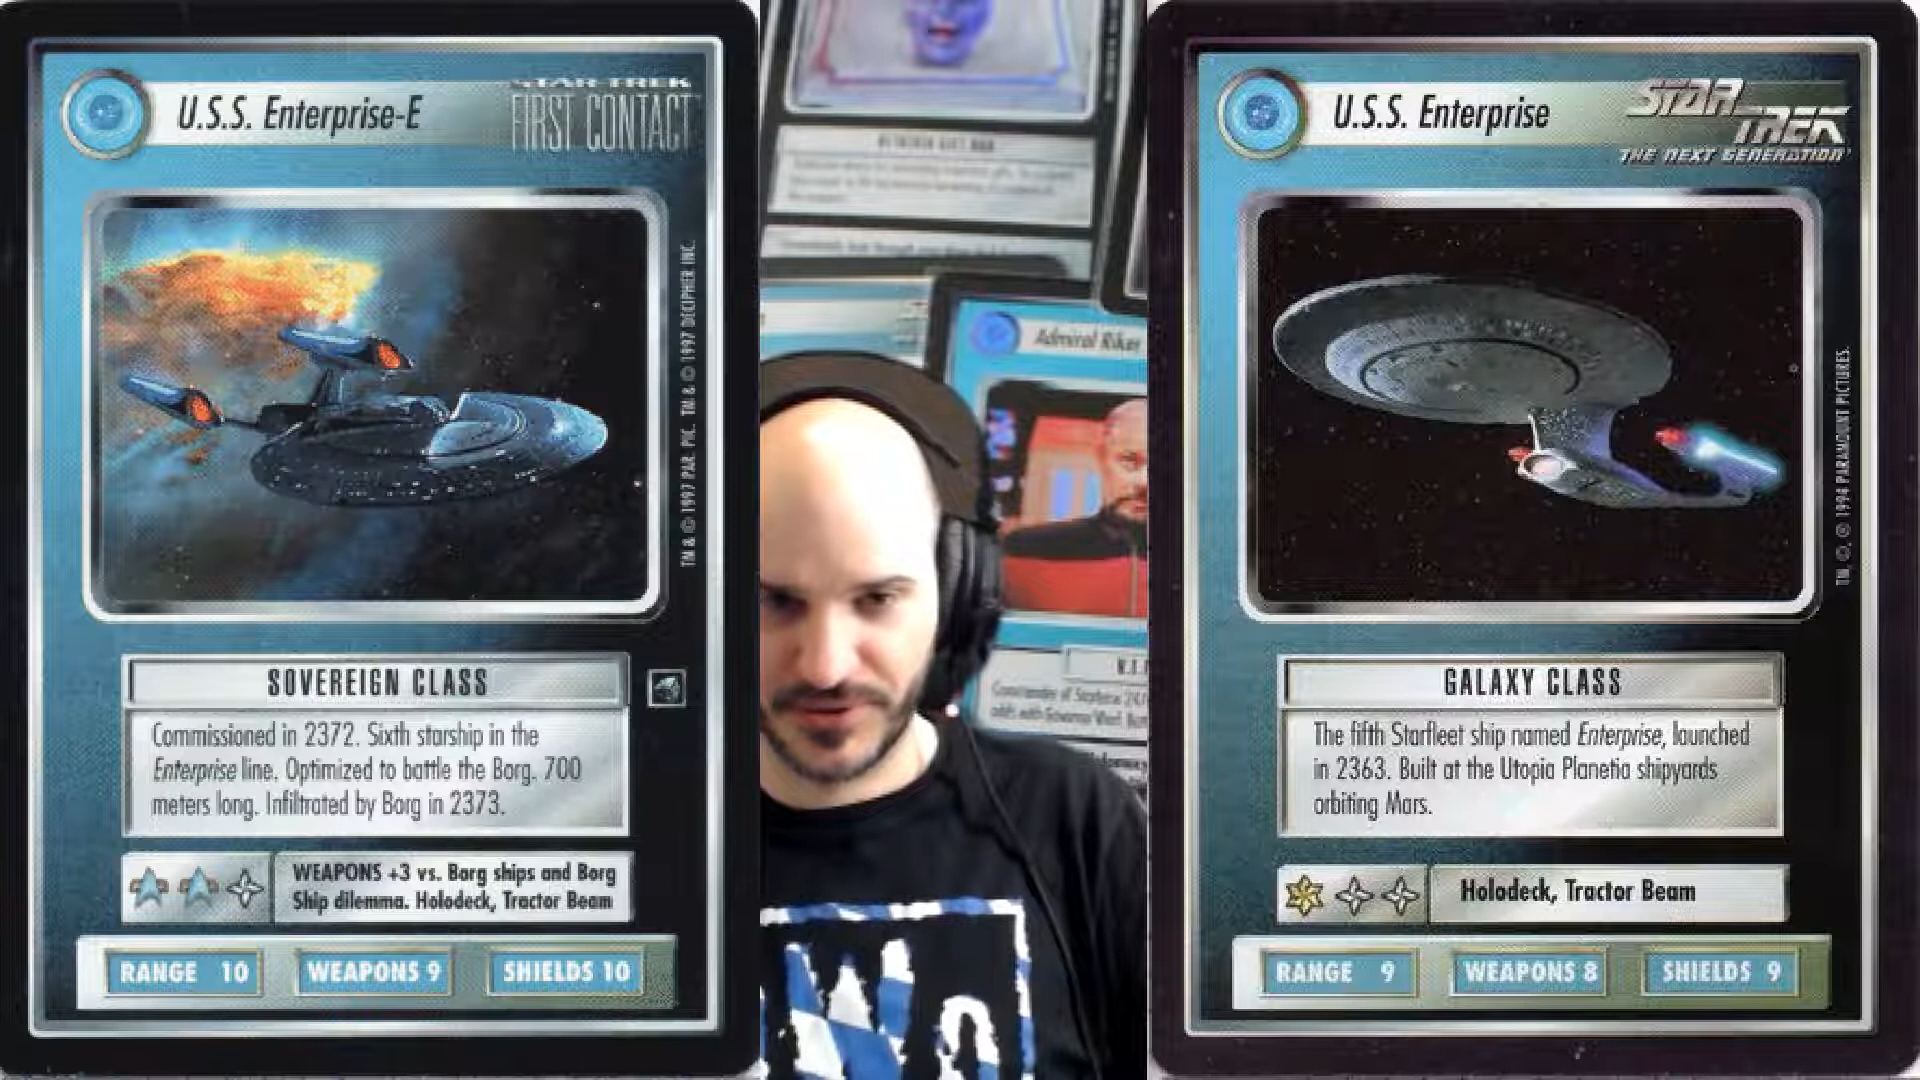 U.S.S. Enterprise-E
STAR TREK
FIRST CONTACT
TM & © 1997 PAR. PIC. TM & © 1997 DECIPHER INC.
SOVEREIGN CLASS
Commissioned in 2372. Sixth starship in the
Enterprise line. Optimized to battle the Borg. 700
meters long. Infiltrated by Borg in 2373.
WEAPONS +3 vs. Borg ships and Borg
Ship dilemma. Holodeck, Tractor Beam
RANGE 10
WEAPONS 9
SHIELDS 10
Admiral Riker
U.S.S. Enterprise
STAR
TREK
THE NEXT GENERATION
TM, ©, ® 1994 PARAMOUNT PICTURES.
GALAXY CLASS
The fifth Starfleet ship named Enterprise, launched
in 2363. Built at the Utopia Planetia shipyards
orbiting Mars.
Holodeck, Tractor Beam
RANGE 9
WEAPONS 8
SHIELDS 9